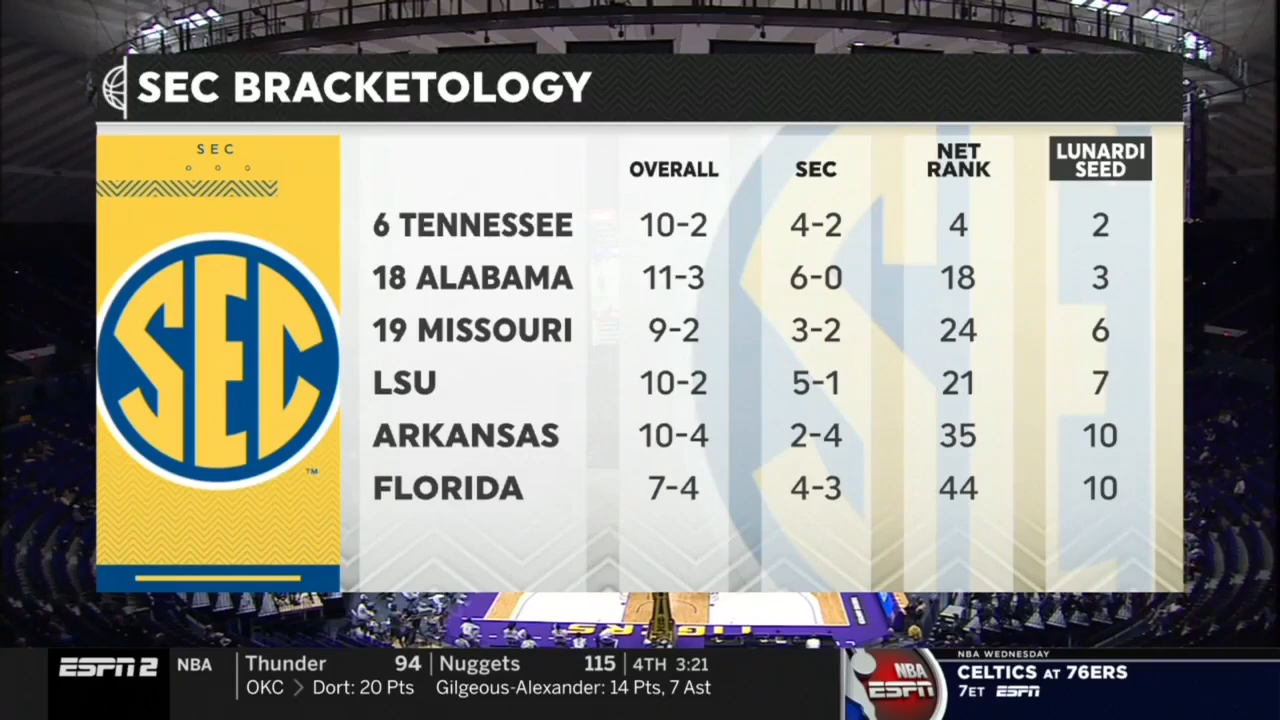 SEC BRACKETOLOGY
SEC
SEC
™
OVERALL SEC NET RANK LUNARDI SEED
6 TENNESSEE 10-2 4-2 4 2
18 ALABAMA 11-3 6-0 18 3
19 MISSOURI 9-2 3-2 24 6
LSU 10-2 5-1 21 7
ARKANSAS 10-4 2-4 35 10
FLORIDA 7-4 4-3 44 10
TIGERS
ESPN2 NBA Thunder 94 Nuggets 115 4TH 3:21
OKC > Dort: 20 Pts Gilgeous-Alexander: 14 Pts, 7 Ast
NBA
ESPN
NBA WEDNESDAY
CELTICS AT 76ERS
7ET ESPN